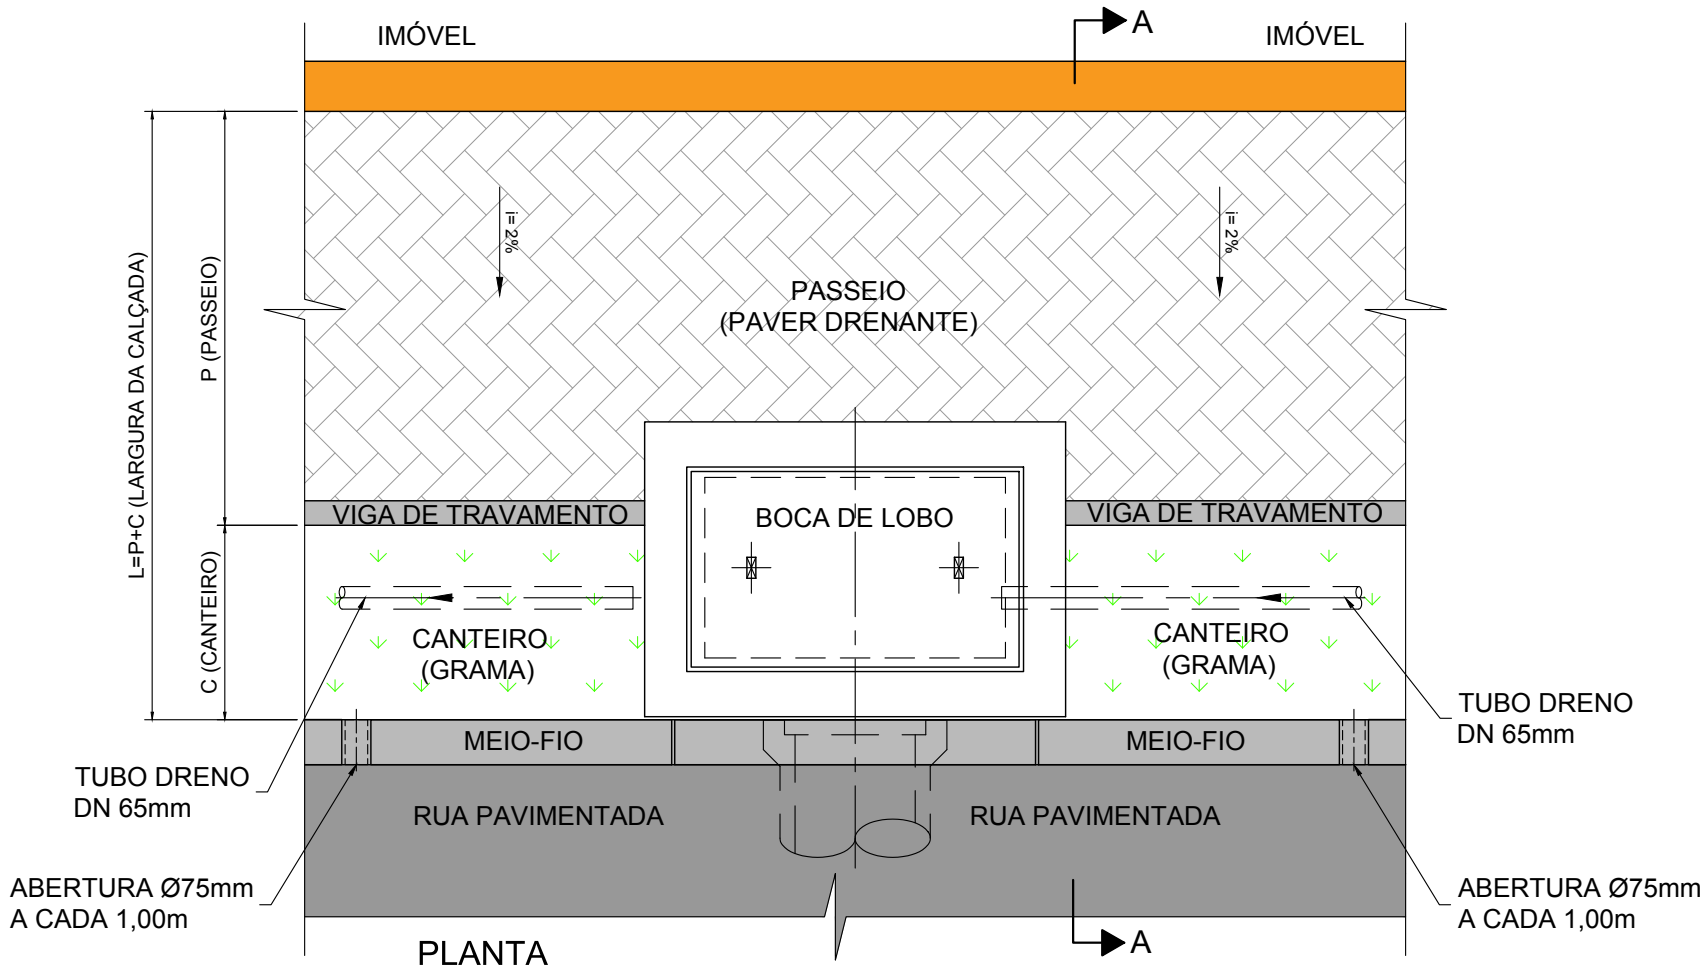 IMÓVEL
A
IMÓVEL
L=P+C (LARGURA DA CALÇADA)
P (PASSEIO)
i= 2%
i= 2%
PASSEIO
(PAVER DRENANTE)
VIGA DE TRAVAMENTO
BOCA DE LOBO
VIGA DE TRAVAMENTO
C (CANTEIRO)
CANTEIRO
(GRAMA)
CANTEIRO
(GRAMA)
TUBO DRENO
DN 65mm
MEIO-FIO
MEIO-FIO
TUBO DRENO
DN 65mm
RUA PAVIMENTADA
RUA PAVIMENTADA
ABERTURA Ø75mm
A CADA 1,00m
ABERTURA Ø75mm
A CADA 1,00m
PLANTA
A